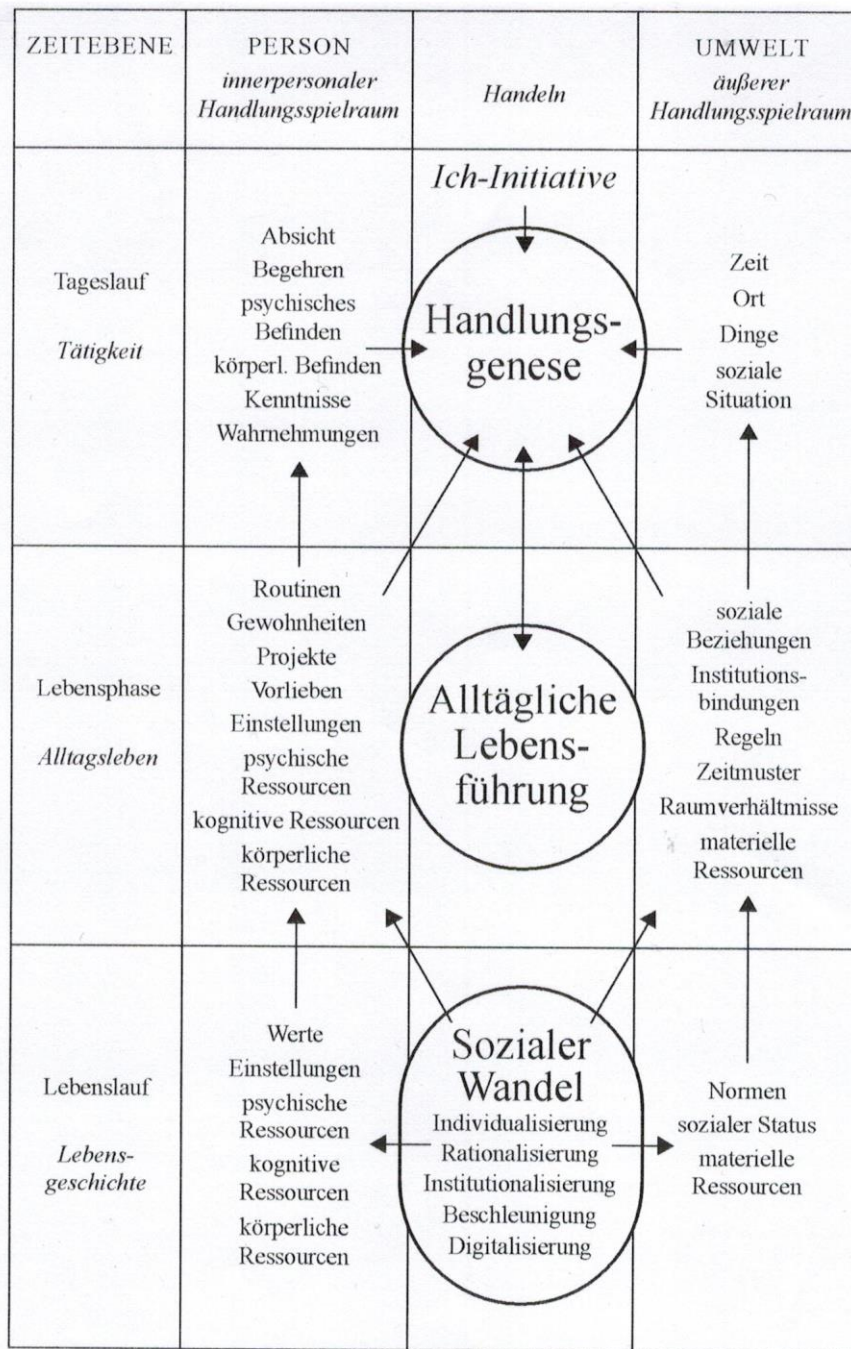 ZEITEBENE
PERSON
innerpersonaler
Handlungsspielraum
Handeln
UMWELT
äußerer
Handlungsspielraum
Tageslauf
Tätigkeit
Absicht
Begehren
psychisches
Befinden
körperl. Befinden
Kenntnisse
Wahrnehmungen
Ich-Initiative
Handlungs-
genese
Zeit
Ort
Dinge
soziale
Situation
Lebensphase
Alltagsleben
Routinen
Gewohnheiten
Projekte
Vorlieben
Einstellungen
psychische
Ressourcen
kognitive Ressourcen
körperliche
Ressourcen
Alltägliche
Lebens-
führung
soziale
Beziehungen
Institutions-
bindungen
Regeln
Zeitmuster
Raumverhältmisse
materielle
Ressourcen
Lebenslauf
Lebens-
geschichte
Werte
Einstellungen
psychische
Ressourcen
kognitive
Ressourcen
körperliche
Ressourcen
Sozialer
Wandel
Individualisierung
Rationalisierung
Institutionalisierung
Beschleunigung
Digitalisierung
Normen
sozialer Status
materielle
Ressourcen